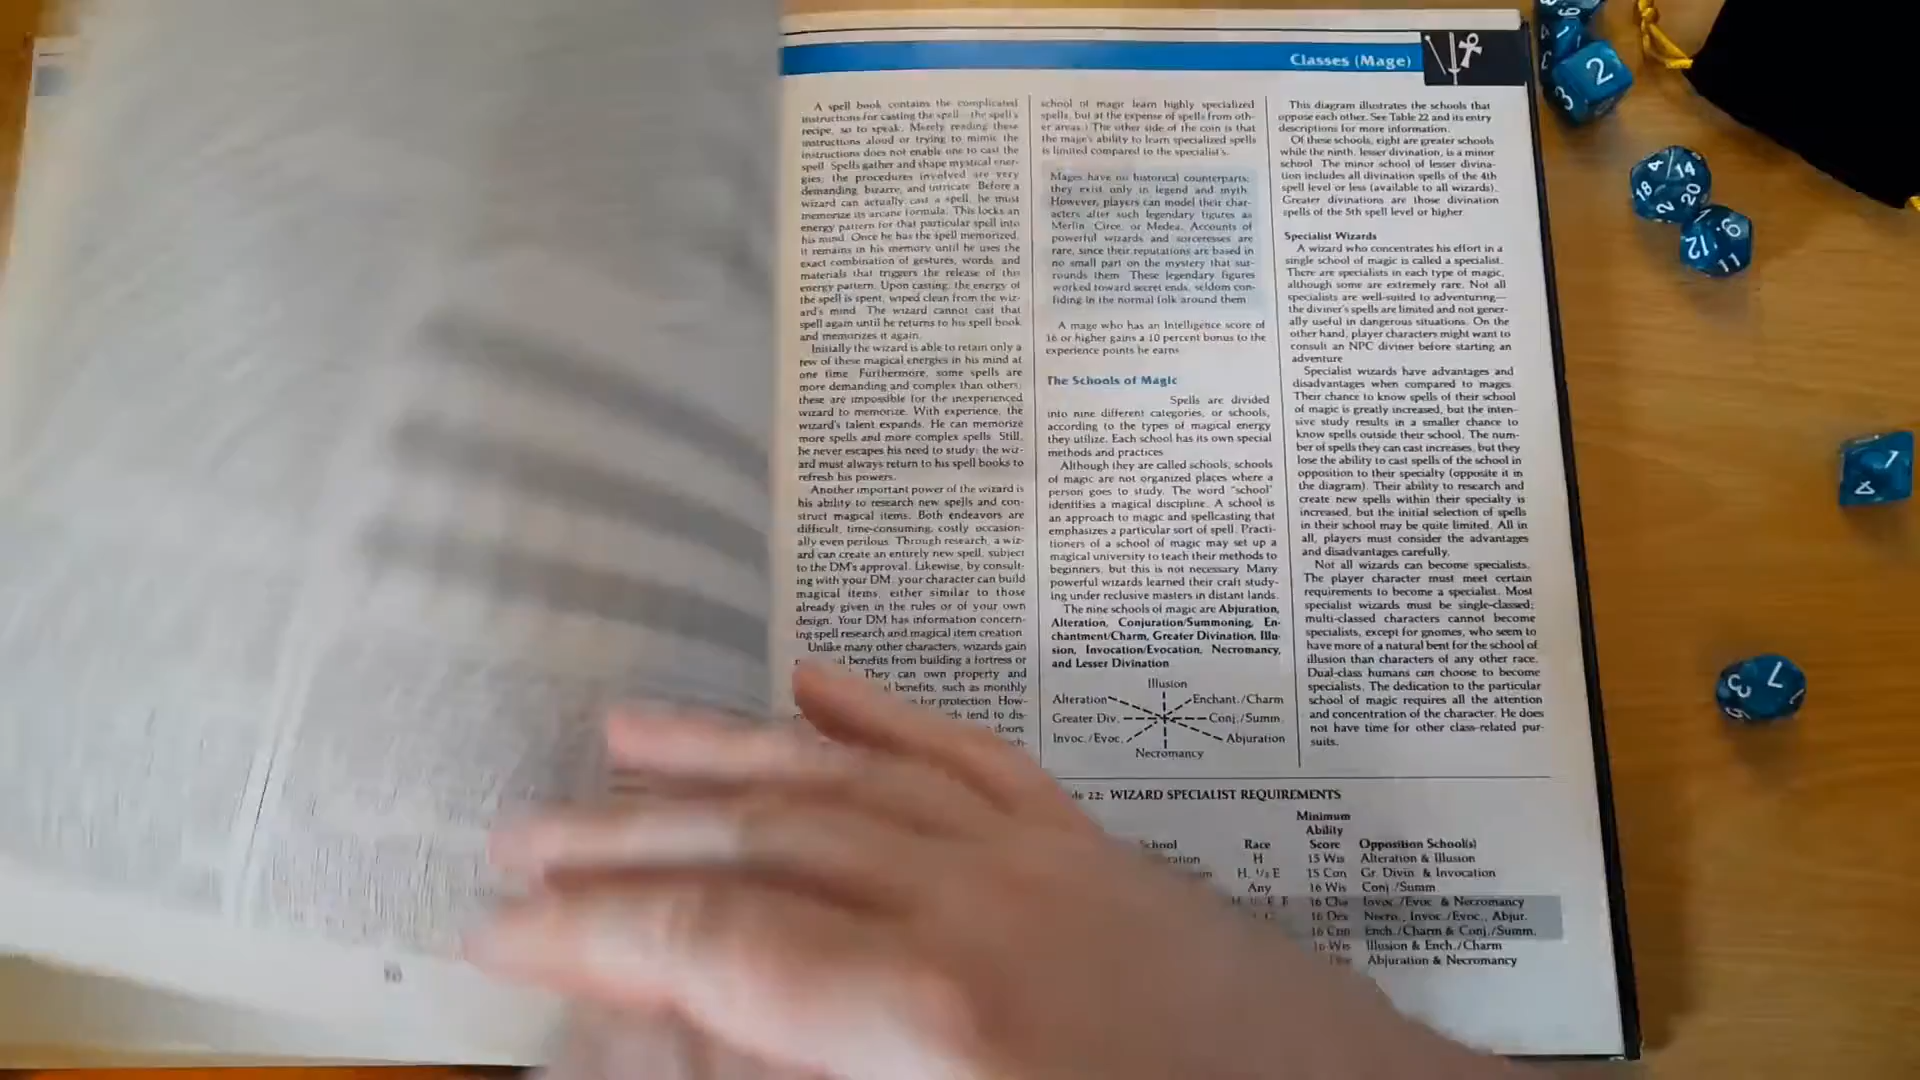 Classes (Mage)
A spell book contains the complicated
instructions for casting the spell—the spell's
recipe, so to speak. Merely reading these
instructions aloud or trying to mimic the
instructions does not enable one to cast the
spell. Spells gather and shape mystical ener-
gies; the procedures involved are very
demanding, bizarre, and intricate. Before a
wizard can actually cast a spell, he must
memorize its arcane formula. This locks an
energy pattern for that particular spell into
his mind. Once he has the spell memorized,
it remains in his memory until he uses the
exact combination of gestures, words, and
materials that triggers the release of this
energy pattern. Upon casting, the energy of
the spell is spent, wiped clean from the wiz-
ard's mind. The wizard cannot cast that
spell again until he returns to his spell book
and memorizes it again.
Initially the wizard is able to retain only a
few of these magical energies in his mind at
one time. Furthermore, some spells are
more demanding and complex than others;
these are impossible for the inexperienced
wizard to memorize. With experience, the
wizard's talent expands. He can memorize
more spells and more complex spells. Still,
he never escapes his need to study; the wiz-
ard must always return to his spell books to
refresh his powers.
Another important power of the wizard is
his ability to research new spells and con-
struct magical items. Both endeavors are
difficult, time-consuming, costly occasion-
ally even perilous. Through research, a wiz-
ard can create an entirely new spell, subject
to the DM's approval. Likewise, by consult-
ing with your DM, your character can build
magical items, either similar to those
already given in the rules or of your own
design. Your DM has information concern-
ing spell research and magical item creation.
Unlike many other characters, wizards gain
benefits from building a fortress or
They can own property and
benefits, such as monthly
for protection. How-
tend to dis-
doors
school of magic learn highly specialized
spells, but at the expense of spells from oth-
er areas.) The other side of the coin is that
the mage's ability to learn specialized spells
is limited compared to the specialist's.
Mages have no historical counterparts;
they exist only in legend and myth.
However, players can model their char-
acters after such legendary figures as
Merlin, Circe, or Medea. Accounts of
powerful wizards and sorceresses are
rare, since their reputations are based in
no small part on the mystery that sur-
rounds them. These legendary figures
worked toward secret ends, seldom con-
fiding in the normal folk around them.
A mage who has an Intelligence score of
16 or higher gains a 10 percent bonus to the
experience points he earns.
The Schools of Magic
Spells are divided
into nine different categories, or schools,
according to the types of magical energy
they utilize. Each school has its own special
methods and practices.
Although they are called schools, schools
of magic are not organized places where a
person goes to study. The word "school"
identifies a magical discipline. A school is
an approach to magic and spellcasting that
emphasizes a particular sort of spell. Practi-
tioners of a school of magic may set up a
magical university to teach their methods to
beginners, but this is not necessary. Many
powerful wizards learned their craft study-
ing under reclusive masters in distant lands.
The nine schools of magic are Abjuration,
Alteration, Conjuration/Summoning, En-
chantment/Charm, Greater Divination, Illu-
sion, Invocation/Evocation, Necromancy,
and Lesser Divination.
Illusion
Alteration Enchant./Charm
Greater Div. Conj./Summ.
Invoc./Evoc. Abjuration
Necromancy
This diagram illustrates the schools that
oppose each other. See Table 22 and its entry
descriptions for more information.
Of these schools, eight are greater schools
while the ninth, lesser divination, is a minor
school. The minor school of lesser divina-
tion includes all divination spells of the 4th
spell level or less (available to all wizards).
Greater divinations are those divination
spells of the 5th spell level or higher.
Specialist Wizards
A wizard who concentrates his effort in a
single school of magic is called a specialist.
There are specialists in each type of magic,
although some are extremely rare. Not all
specialists are well-suited to adventuring—
the diviner's spells are limited and not gener-
ally useful in dangerous situations. On the
other hand, player characters might want to
consult an NPC diviner before starting an
adventure.
Specialist wizards have advantages and
disadvantages when compared to mages.
Their chance to know spells of their school
of magic is greatly increased, but the inten-
sive study results in a smaller chance to
know spells outside their school. The num-
ber of spells they can cast increases, but they
lose the ability to cast spells of the school in
opposition to their specialty (opposite it in
the diagram). Their ability to research and
create new spells within their specialty is
increased, but the initial selection of spells
in their school may be quite limited. All in
all, players must consider the advantages
and disadvantages carefully.
Not all wizards can become specialists.
The player character must meet certain
requirements to become a specialist. Most
specialist wizards must be single-classed;
multi-classed characters cannot become
specialists, except for gnomes, who seem to
have more of a natural bent for the school of
illusion than characters of any other race.
Dual-class humans can choose to become
specialists. The dedication to the particular
school of magic requires all the attention
and concentration of the character. He does
not have time for other class-related pur-
suits.
22: WIZARD SPECIALIST REQUIREMENTS
Minimum
Ability
School Race Score Opposition School(s)
H 15 Wis Alteration & Illusion
H, ½ E 15 Con Gr. Divin. & Invocation
Any 16 Wis Conj./Summ.
16 Cha Invoc./Evoc. & Necromancy
16 Dex Necro., Invoc./Evoc., Abjur.
16 Con Ench./Charm & Conj./Summ.
16 Wis Illusion & Ench./Charm
Abjuration & Necromancy
2
3
4
14
18
20
2
9
12
11
1
4
3
7